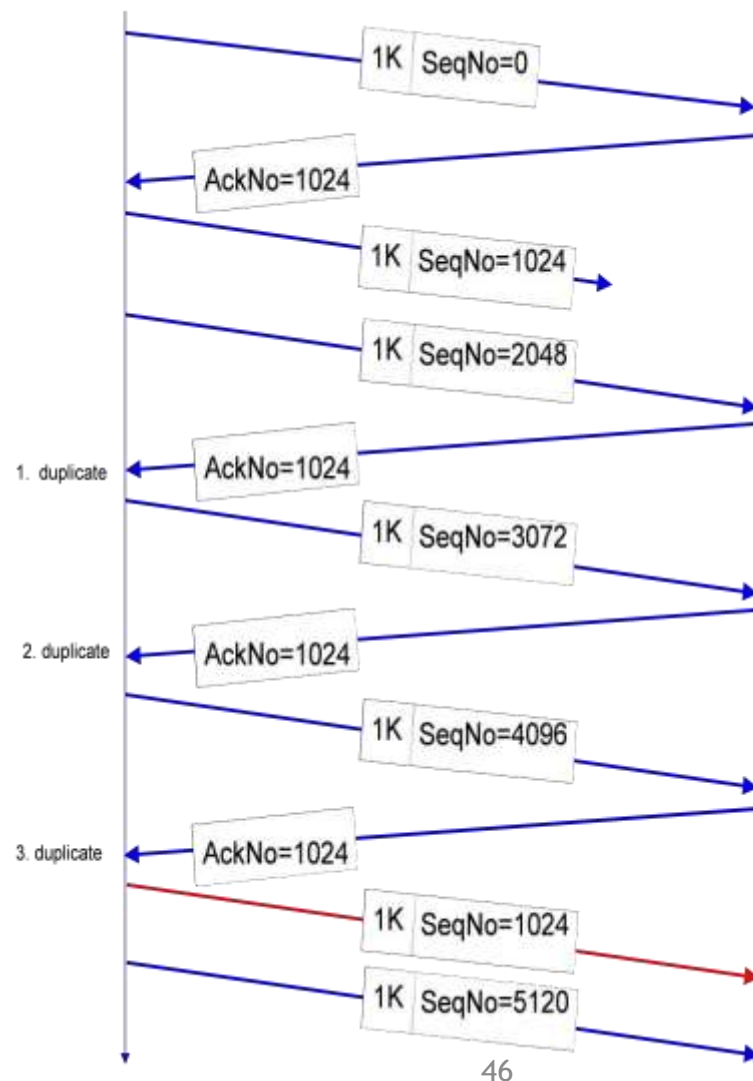 1K SeqNo=0
AckNo=1024
1K SeqNo=1024
1K SeqNo=2048
AckNo=1024
1. duplicate
1K SeqNo=3072
AckNo=1024
2. duplicate
1K SeqNo=4096
AckNo=1024
3. duplicate
1K SeqNo=1024
1K SeqNo=5120
46